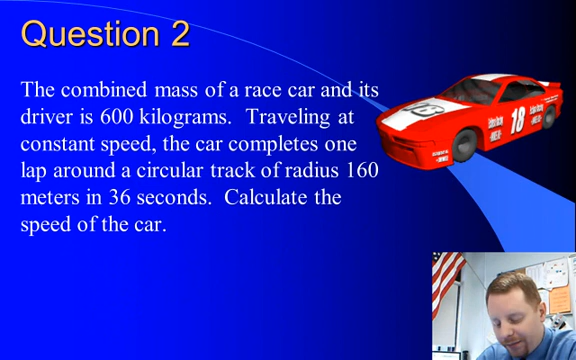 Question 2
The combined mass of a race car and its
driver is 600 kilograms.  Traveling at
constant speed, the car completes one
lap around a circular track of radius 160
meters in 36 seconds.  Calculate the
speed of the car.
18